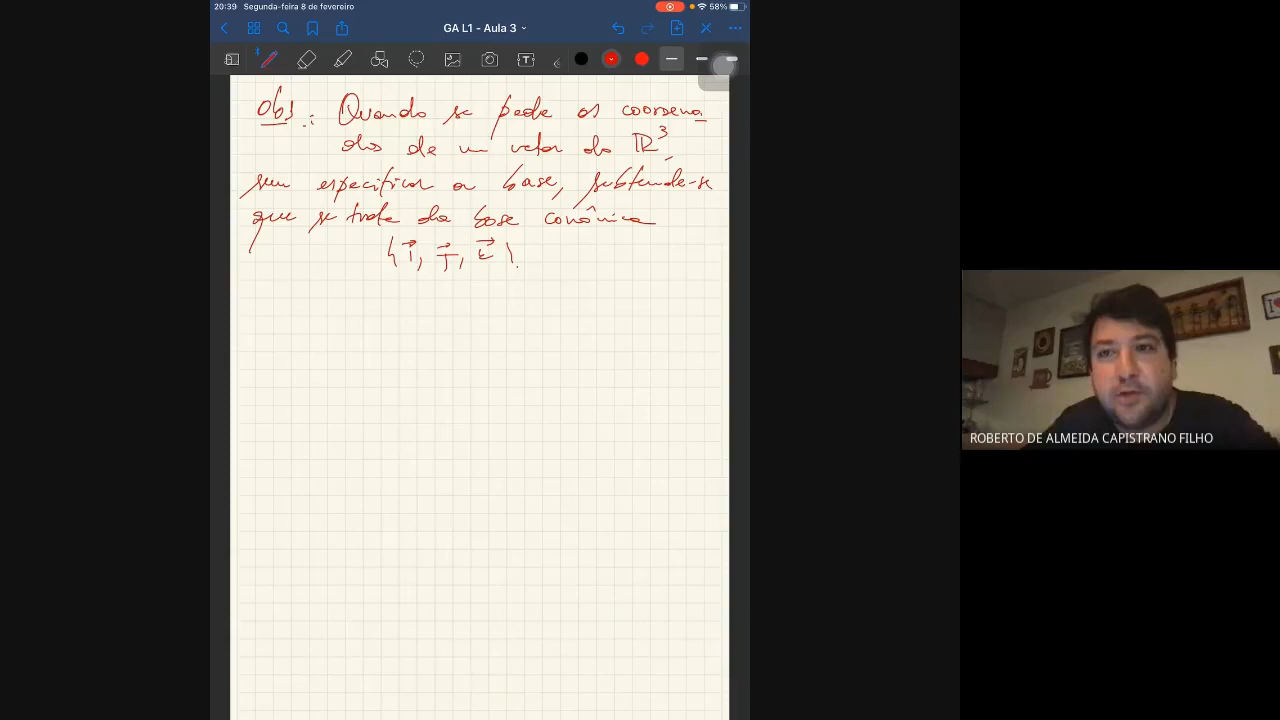 20:39 Segunda-feira 8 de fevereiro 58%
GA L1 - Aula 3
T
Obs.: Quando se pede as coordena
das de um vetor do ℝ³,
sem especificar a base, subtende-se
que se trata da base canônica
{i⃗, j⃗, k⃗}.
ROBERTO DE ALMEIDA CAPISTRANO FILHO